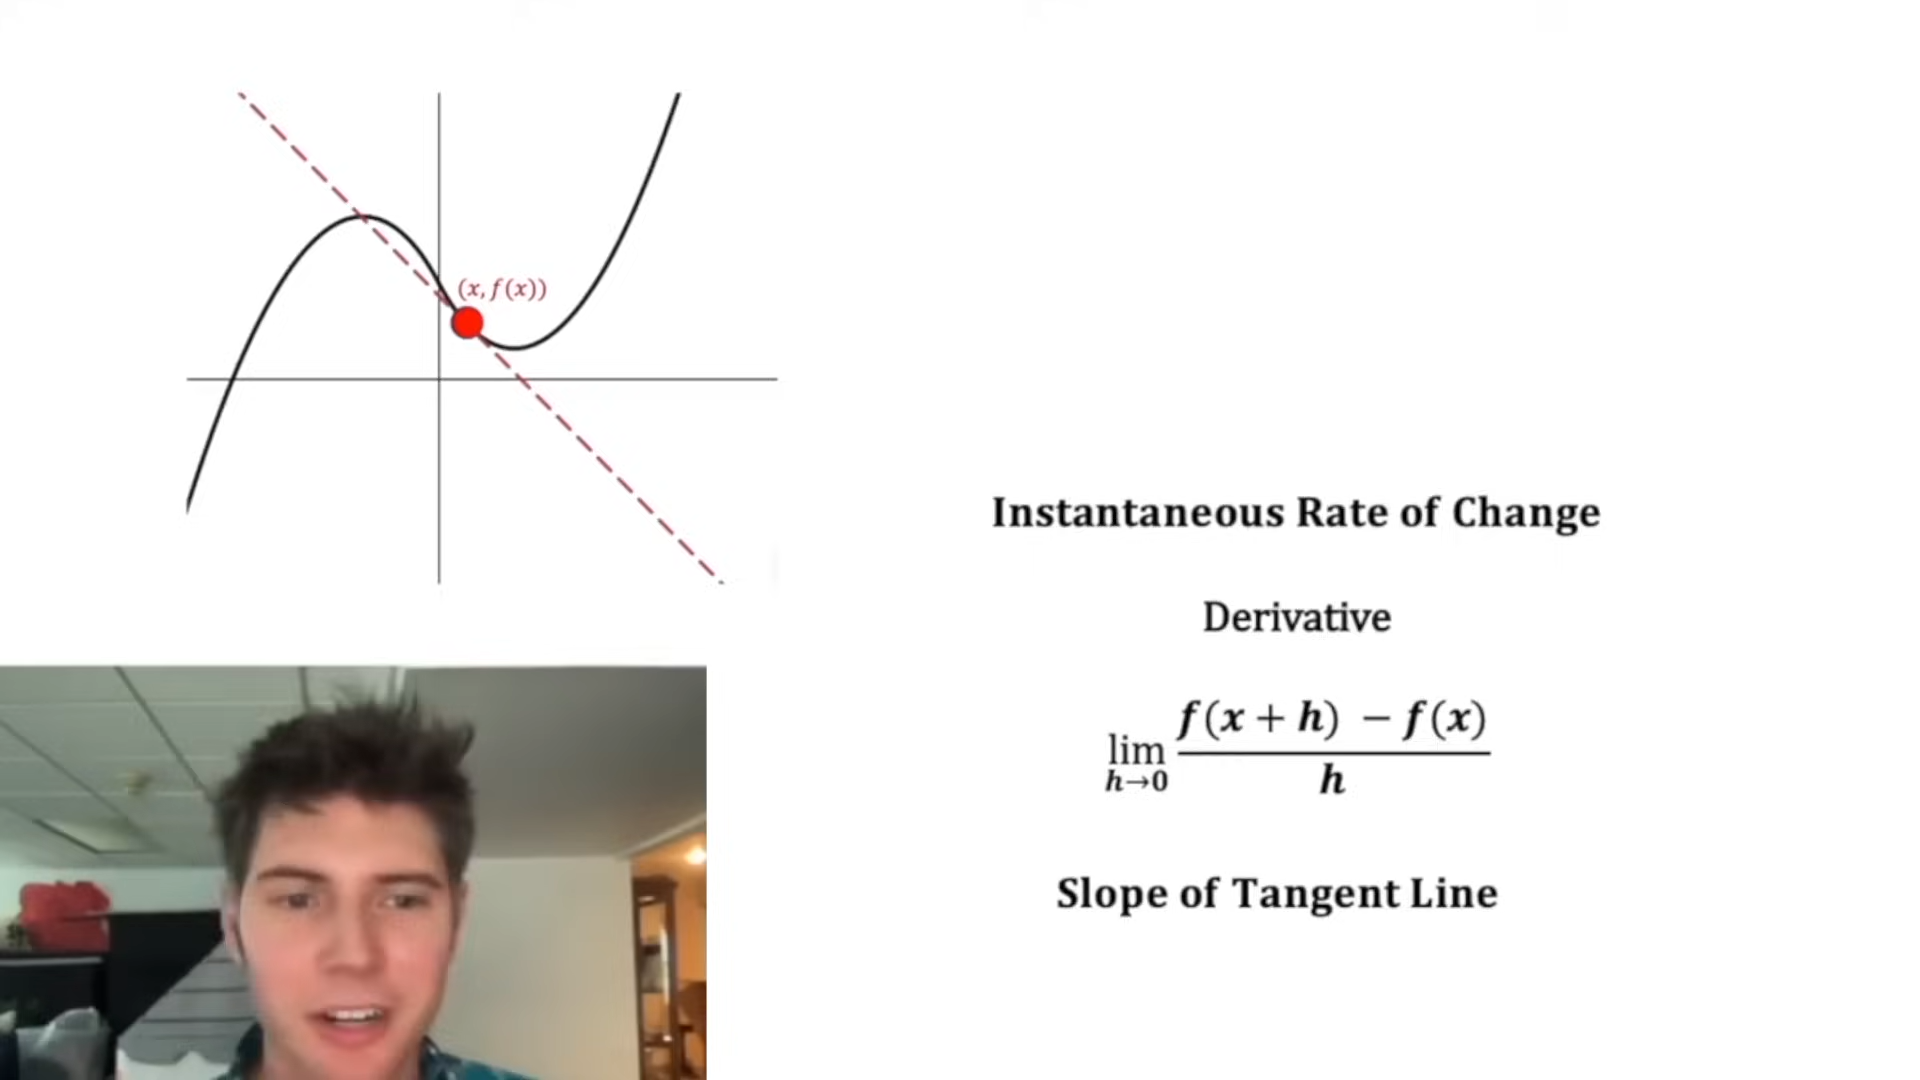 (x, f(x))
Instantaneous Rate of Change
Derivative
lim h→0 f(x + h) − f(x) / h
Slope of Tangent Line